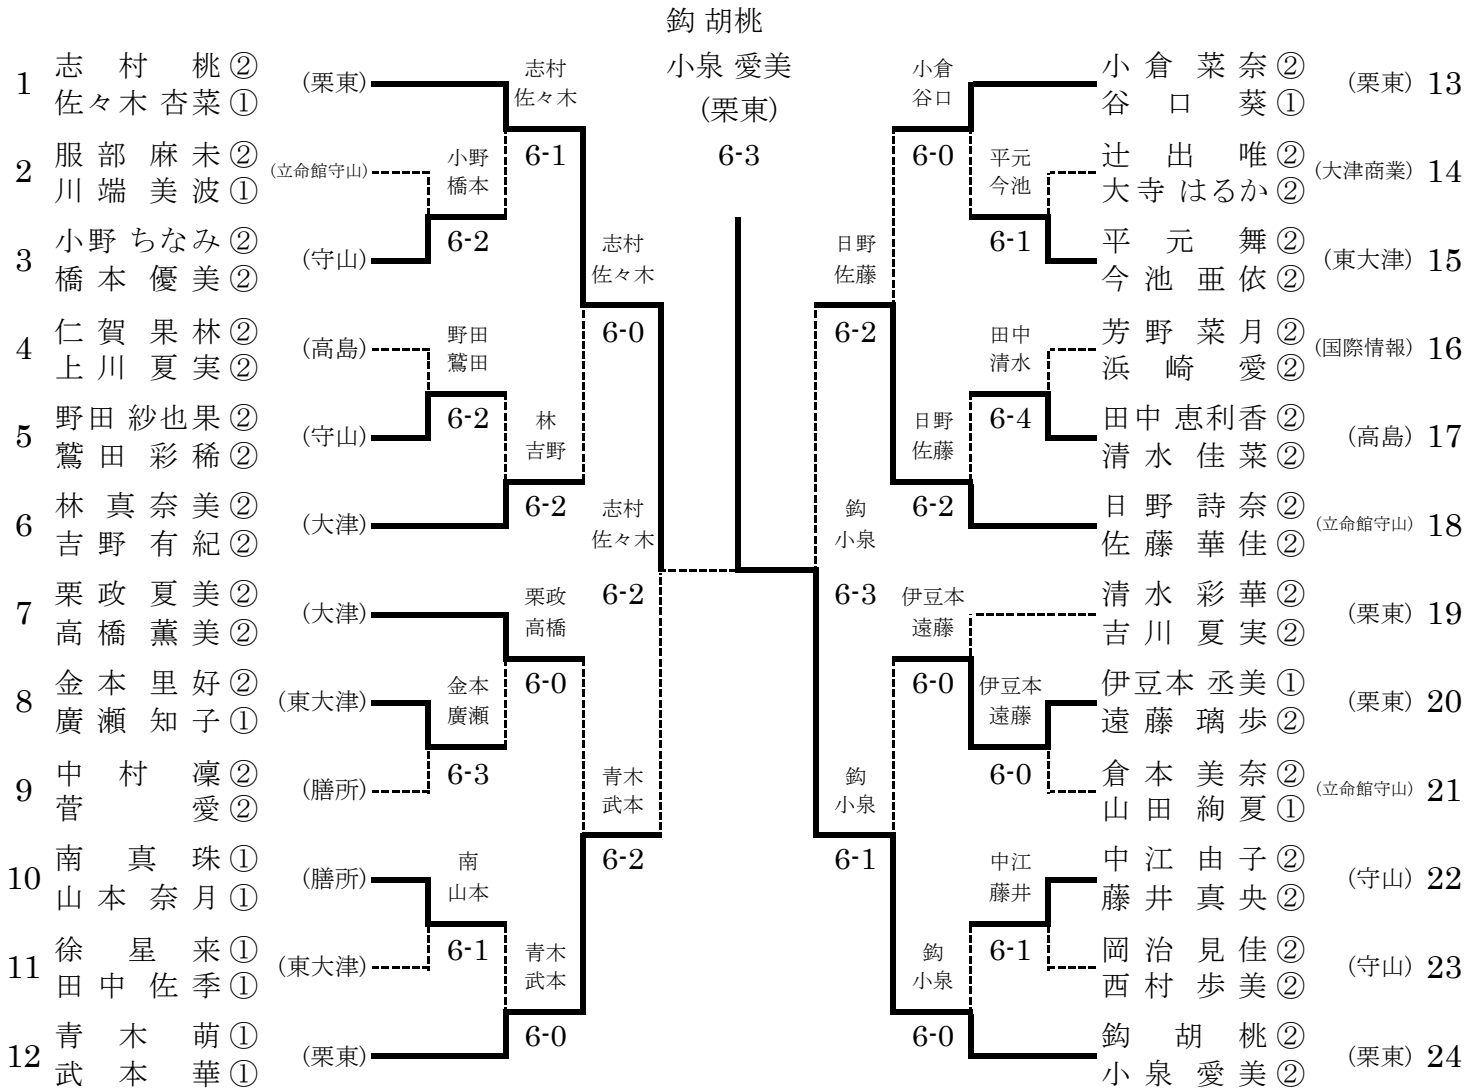 鈎 胡桃
小泉 愛美
(栗東)
6-3
1 志村 桃② (栗東)
佐々木 杏菜①
2 服部 麻未② (立命館守山)
川端 美波①
3 小野 ちなみ② (守山)
橋本 優美②
4 仁賀 果林② (高島)
上川 夏実②
5 野田 紗也果② (守山)
鷲田 彩稀②
6 林 真奈美② (大津)
吉野 有紀②
7 栗政 夏美② (大津)
高橋 薫美②
8 金本 里好② (東大津)
廣瀬 知子①
9 中村 凜② (膳所)
菅 愛②
10 南 真珠① (膳所)
山本 奈月①
11 徐 星来① (東大津)
田中 佐季①
12 青木 萌① (栗東)
武本 華①
志村
佐々木
6-1
小野
橋本
6-2
志村
佐々木
6-0
野田
鷲田
6-2
林
吉野
6-2
志村
佐々木
6-2
栗政
高橋
6-0
金本
廣瀬
6-3
青木
武本
6-2
南
山本
6-1
青木
武本
6-0
小倉
谷口
6-0
平元
今池
6-1
日野
佐藤
6-2
田中
清水
6-4
日野
佐藤
6-2
鈎
小泉
6-3
伊豆本
遠藤
6-0
伊豆本
遠藤
6-0
鈎
小泉
6-1
中江
藤井
6-1
鈎
小泉
6-0
小倉 菜奈② (栗東) 13
谷口 葵①
辻出 唯② (大津商業) 14
大寺 はるか②
平元 舞② (東大津) 15
今池 亜依②
芳野 菜月② (国際情報) 16
浜崎 愛②
田中 恵利香② (高島) 17
清水 佳菜②
日野 詩奈② (立命館守山) 18
佐藤 華佳②
清水 彩華② (栗東) 19
吉川 夏実②
伊豆本 丞美① (栗東) 20
遠藤 璃歩②
倉本 美奈② (立命館守山) 21
山田 絢夏①
中江 由子② (守山) 22
藤井 真央②
岡治 見佳② (守山) 23
西村 歩美②
鈎 胡桃② (栗東) 24
小泉 愛美②